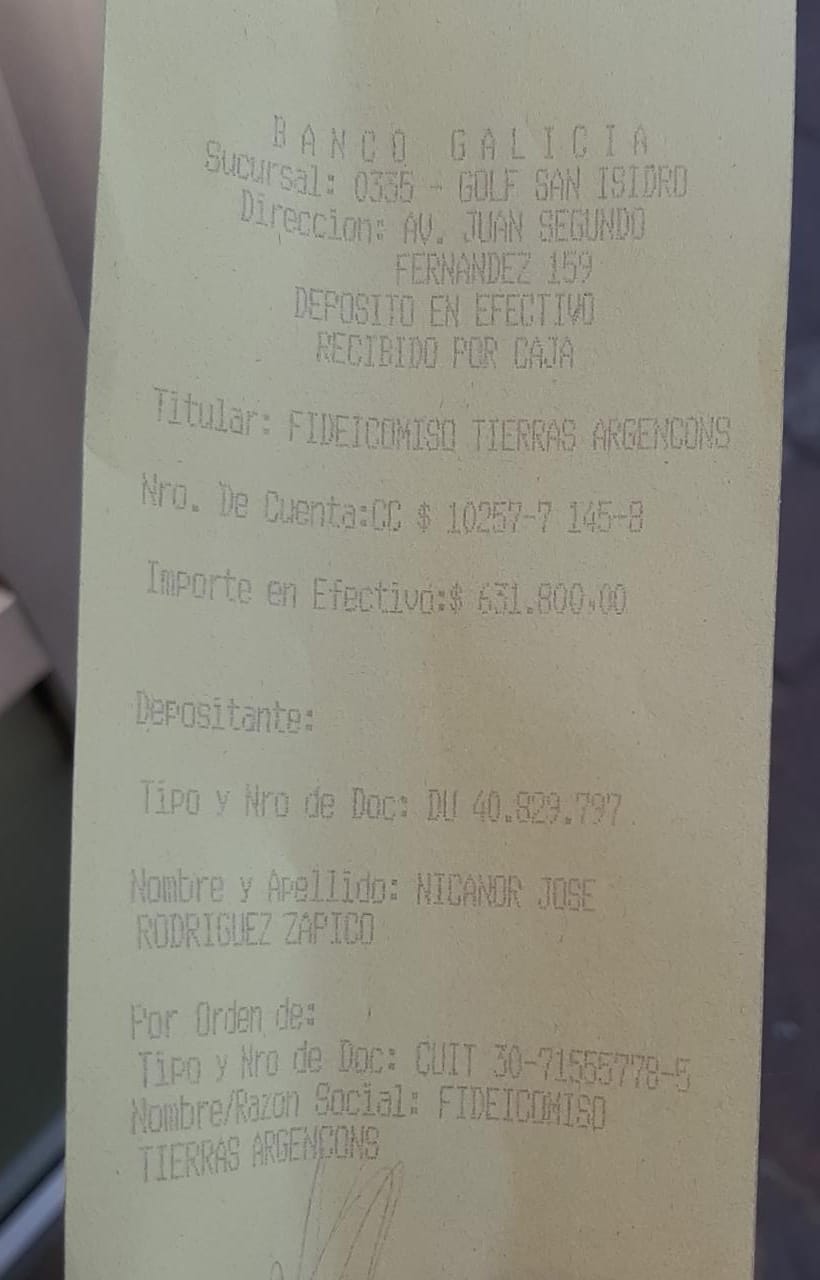 BANCO GALICIA
Sucursal: 0335 - GOLF SAN ISIDRO
Direccion: AV. JUAN SEGUNDO
FERNANDEZ 159
DEPOSITO EN EFECTIVO
RECIBIDO POR CAJA
Titular: FIDEICOMISO TIERRAS ARGENCONS
Nro. De Cuenta:CC $ 10257-7 145-8
Importe en Efectivo:$ 631.800,00
Depositante:
Tipo y Nro de Doc: DU 40.829.797
Nombre y Apellido: NICANOR JOSE
RODRIGUEZ ZAPICO
Por Orden de:
Tipo y Nro de Doc: CUIT 30-71555778-5
Nombre/Razon Social: FIDEICOMISO
TIERRAS ARGENCONS